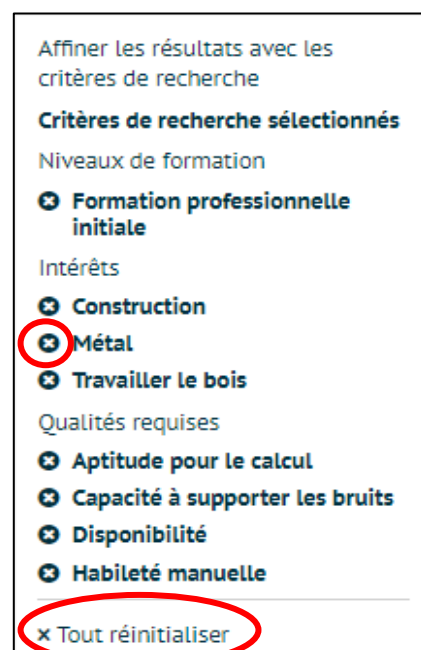 Affiner les résultats avec les
critères de recherche
Critères de recherche sélectionnés
Niveaux de formation
Formation professionnelle
initiale
Intérêts
Construction
Métal
Travailler le bois
Qualités requises
Aptitude pour le calcul
Capacité à supporter les bruits
Disponibilité
Habileté manuelle
× Tout réinitialiser